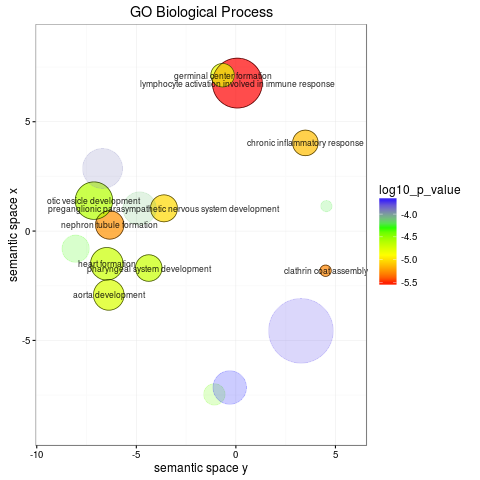 GO Biological Process
germinal center formation
lymphocyte activation involved in immune response
chronic inflammatory response
otic vesicle development
preganglionic parasympathetic nervous system development
nephron tubule formation
heart formation
pharyngeal system development
clathrin coat assembly
aorta development
semantic space x
5
0
-5
-10
-5
0
5
semantic space y
log10_p_value
-4.0
-4.5
-5.0
-5.5